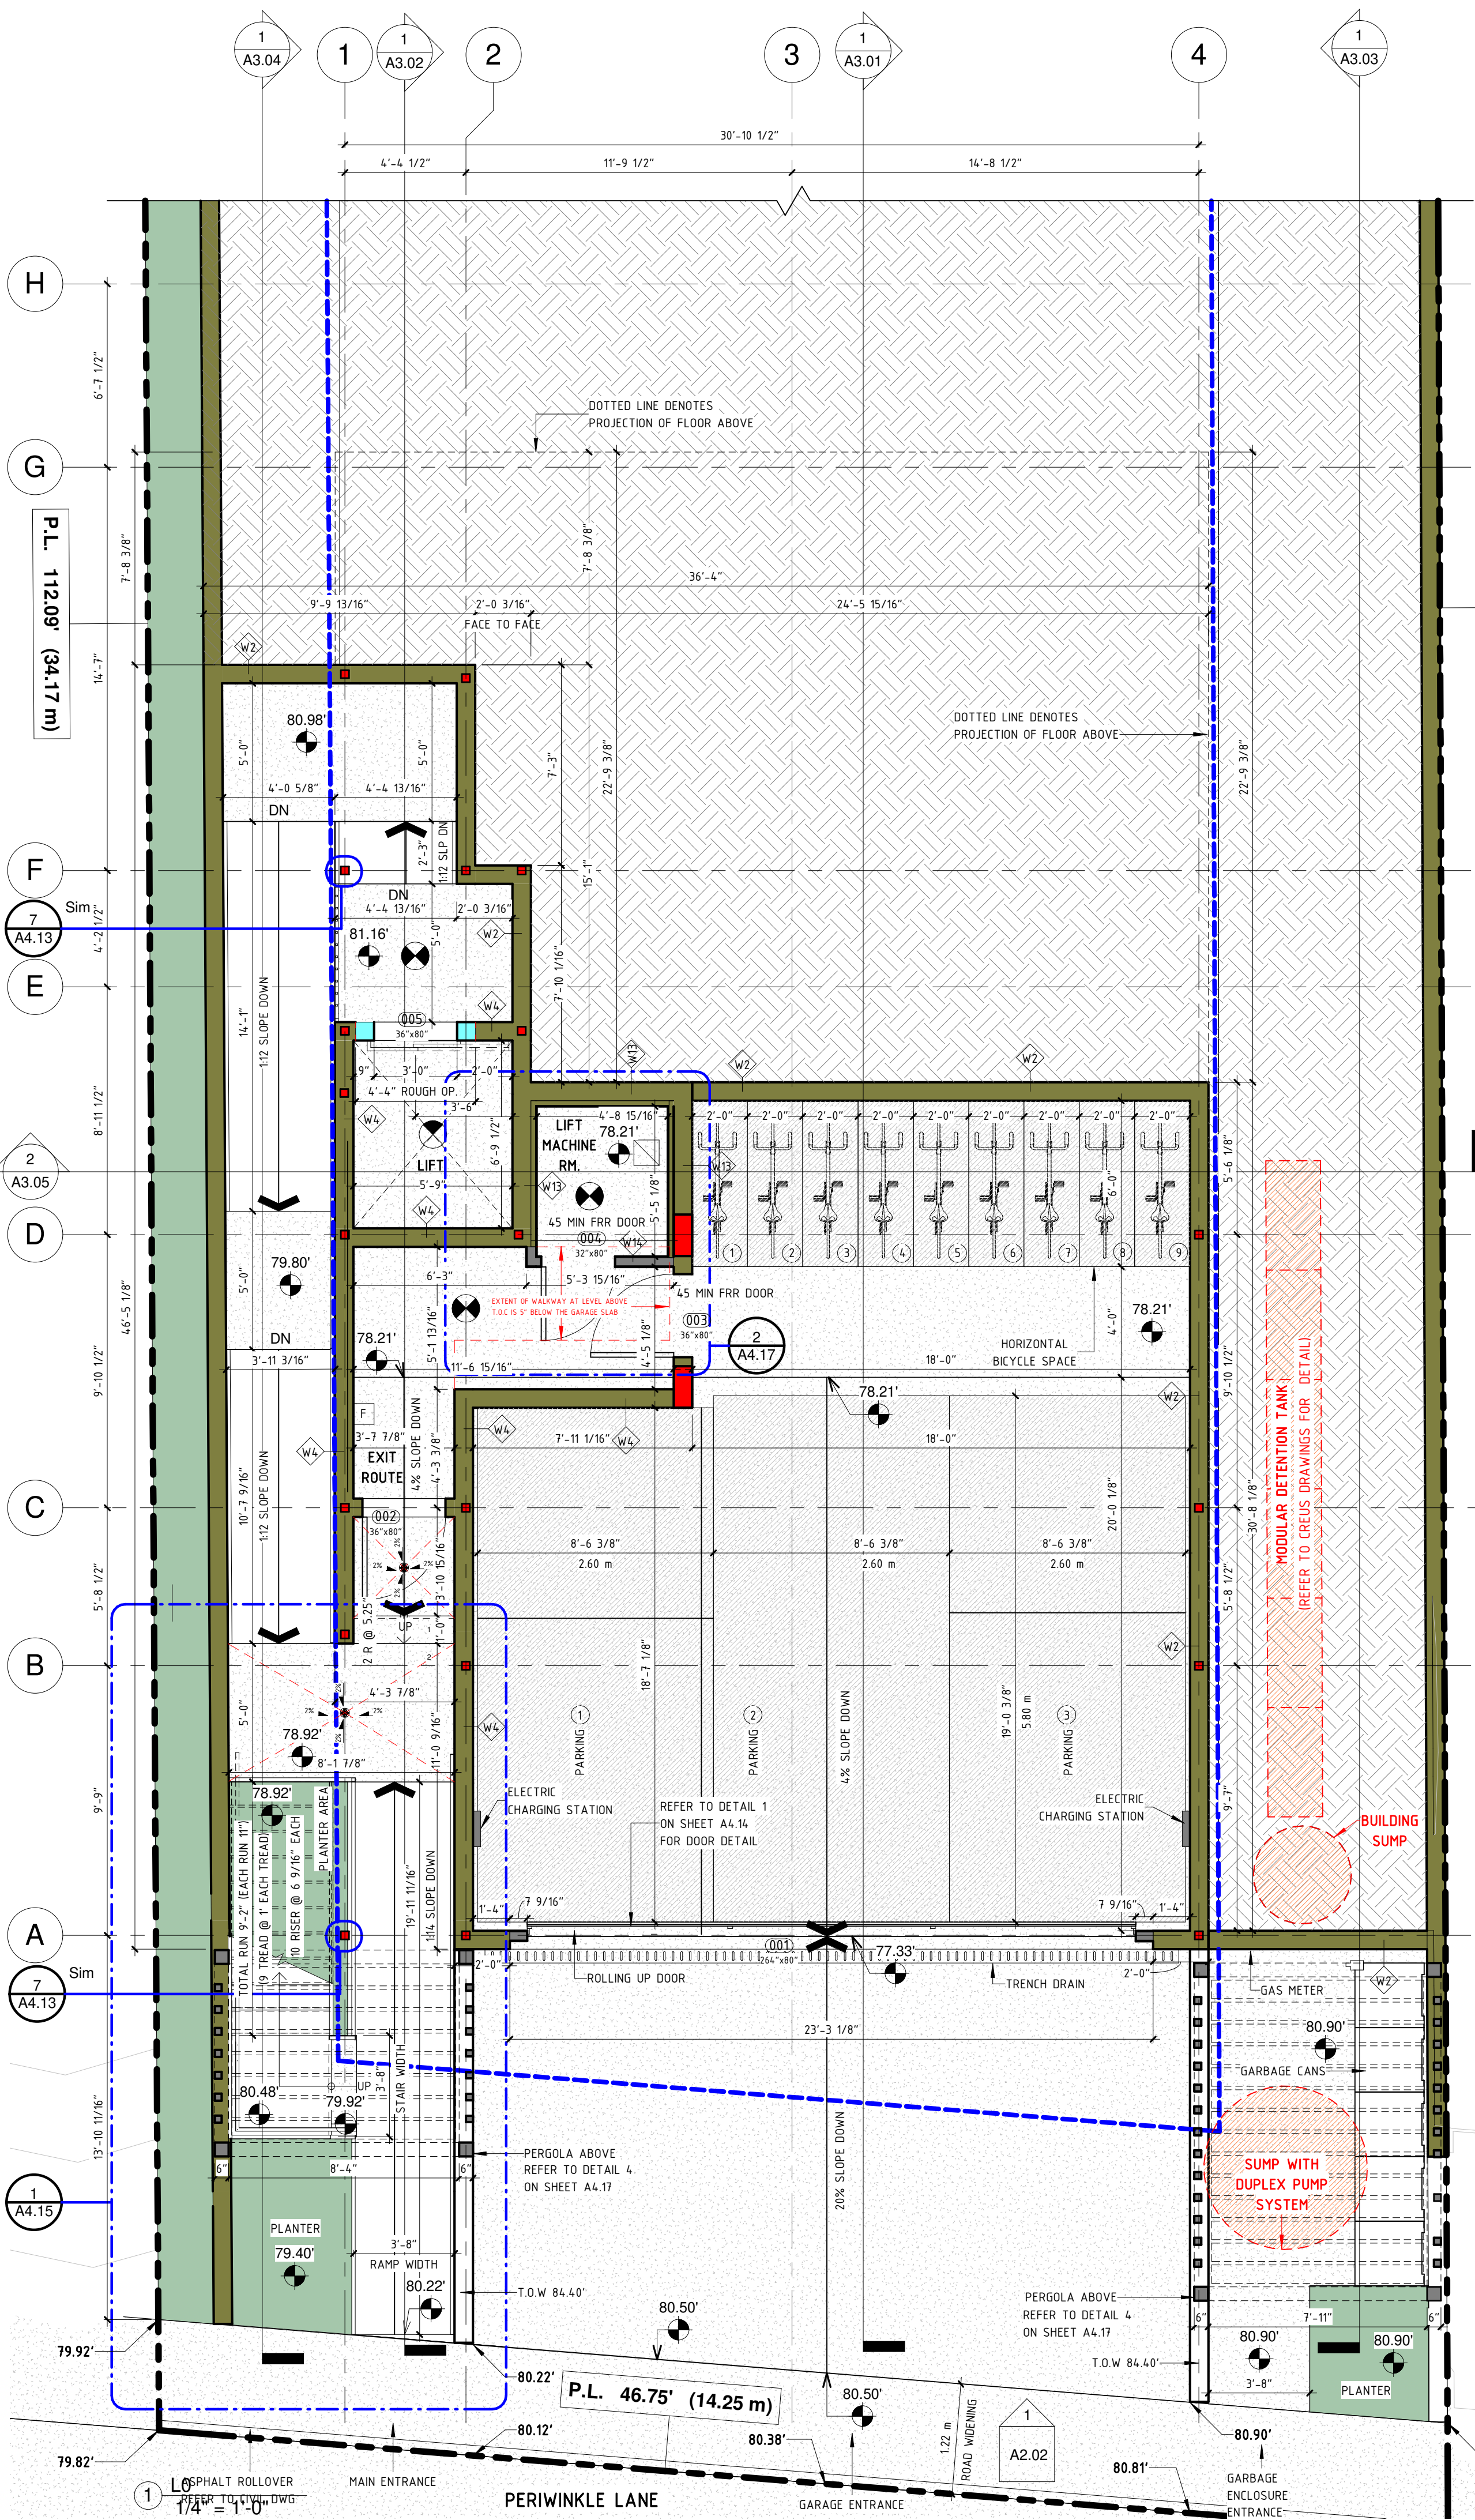 1
A3.04
1
1
A3.02
2
3
1
A3.01
4
1
A3.03
30'-10 1/2"
4'-4 1/2"
11'-9 1/2"
14'-8 1/2"
H
6'-7 1/2"
DOTTED LINE DENOTES
PROJECTION OF FLOOR ABOVE
G
P.L. 112.09' (34.17 m)
7'-8 3/8"
7'-8 3/8"
36'-4"
9'-9 13/16"
2'-0 3/16"
24'-5 15/16"
FACE TO FACE
W2
14'-7"
80.98'
5'-0"
5'-0"
7'-3"
22'-9 3/8"
DOTTED LINE DENOTES
PROJECTION OF FLOOR ABOVE
22'-9 3/8"
4'-0 5/8"
4'-4 13/16"
DN
2'-3"
1:12 SLP DN
15'-1"
F
DN
Sim
7
A4.13
4'-2 1/2"
4'-4 13/16"
2'-0 3/16"
81.16'
5'-0"
W2
7'-10 1/16"
E
14'-1"
1:12 SLOPE DOWN
W4
005
36"x80"
9"
3'-0"
2'-0"
4'-4" ROUGH OP.
3'-6"
W13
W2
W2
8'-11 1/2"
W4
LIFT
5'-9"
6'-9 1/2"
W4
LIFT
MACHINE
RM.
4'-8 15/16"
78.21'
W13
W13
5'-5 1/8"
2'-0"
2'-0"
2'-0"
2'-0"
2'-0"
2'-0"
2'-0"
2'-0"
2'-0"
6'-0"
5'-6 1/8"
2
A3.05
D
45 MIN FRR DOOR
004
32"x80"
W14
1
2
3
4
5
6
7
8
9
79.80'
5'-0"
6'-3"
5'-3 15/16"
45 MIN FRR DOOR
EXTENT OF WALKWAY AT LEVEL ABOVE
T.O.C IS 5" BELOW THE GARAGE SLAB
003
36"x80"
78.21'
4'-0"
46'-5 1/8"
DN
78.21'
5'-1 13/16"
4'-5 1/8"
2
A4.17
HORIZONTAL
BICYCLE SPACE
3'-11 3/16"
11'-6 15/16"
18'-0"
9'-10 1/2"
9'-10 1/2"
78.21'
W2
F
3'-7 7/8"
EXIT
ROUTE
4% SLOPE DOWN
4'-3 3/8"
W4
W4
7'-11 1/16"
W4
18'-0"
MODULAR DETENTION TANK
(REFER TO CREUS DRAWINGS FOR DETAIL)
C
10'-7 9/16"
1:12 SLOPE DOWN
002
36"x80"
2%
2%
2%
2%
3'-10 15/16"
8'-6 3/8"
2.60 m
8'-6 3/8"
2.60 m
8'-6 3/8"
2.60 m
20'-0 1/8"
30'-8 1/8"
5'-8 1/2"
5'-8 1/2"
2 R @ 5.25"
UP
1'-0"
2
W2
B
18'-7 1/8"
4'-3 7/8"
5'-0"
2%
2%
2%
2%
78.92'
8'-1 7/8"
11'-0 9/16"
W4
1
PARKING
2
PARKING
4% SLOPE DOWN
19'-0 3/8"
5.80 m
3
PARKING
9'-9"
9'-7"
78.92'
TOTAL RUN 9'-2" (EACH RUN 11")
(9 TREAD @ 1' EACH TREAD)
10 RISER @ 6 9/16" EACH
PLANTER AREA
19'-11 11/16"
1:14 SLOPE DOWN
ELECTRIC
CHARGING STATION
REFER TO DETAIL 1
ON SHEET A4.14
FOR DOOR DETAIL
ELECTRIC
CHARGING STATION
BUILDING
SUMP
1'-4"
7 9/16"
7 9/16"
1'-4"
A
001
264"x80"
77.33'
2'-0"
ROLLING UP DOOR
TRENCH DRAIN
2'-0"
GAS METER
W2
Sim
7
A4.13
23'-3 1/8"
80.90'
GARBAGE CANS
STAIR WIDTH
3'-8"
UP
80.48'
79.92'
13'-10 11/16"
20% SLOPE DOWN
PERGOLA ABOVE
REFER TO DETAIL 4
ON SHEET A4.17
6"
8'-4"
6"
SUMP WITH
DUPLEX PUMP
SYSTEM
1
A4.15
PLANTER
79.40'
3'-8"
RAMP WIDTH
80.22'
T.O.W 84.40'
80.50'
PERGOLA ABOVE
REFER TO DETAIL 4
ON SHEET A4.17
6"
7'-11"
6"
80.90'
80.90'
T.O.W 84.40'
3'-8"
PLANTER
79.92'
80.22'
P.L. 46.75' (14.25 m)
80.50'
1.22 m
ROAD WIDENING
1
A2.02
80.90'
80.12'
80.38'
80.81'
79.82'
1
L0
1/4" = 1'-0"
ASPHALT ROLLOVER
REFER TO CIVIL DWG
MAIN ENTRANCE
PERIWINKLE LANE
GARAGE ENTRANCE
GARBAGE
ENCLOSURE
ENTRANCE